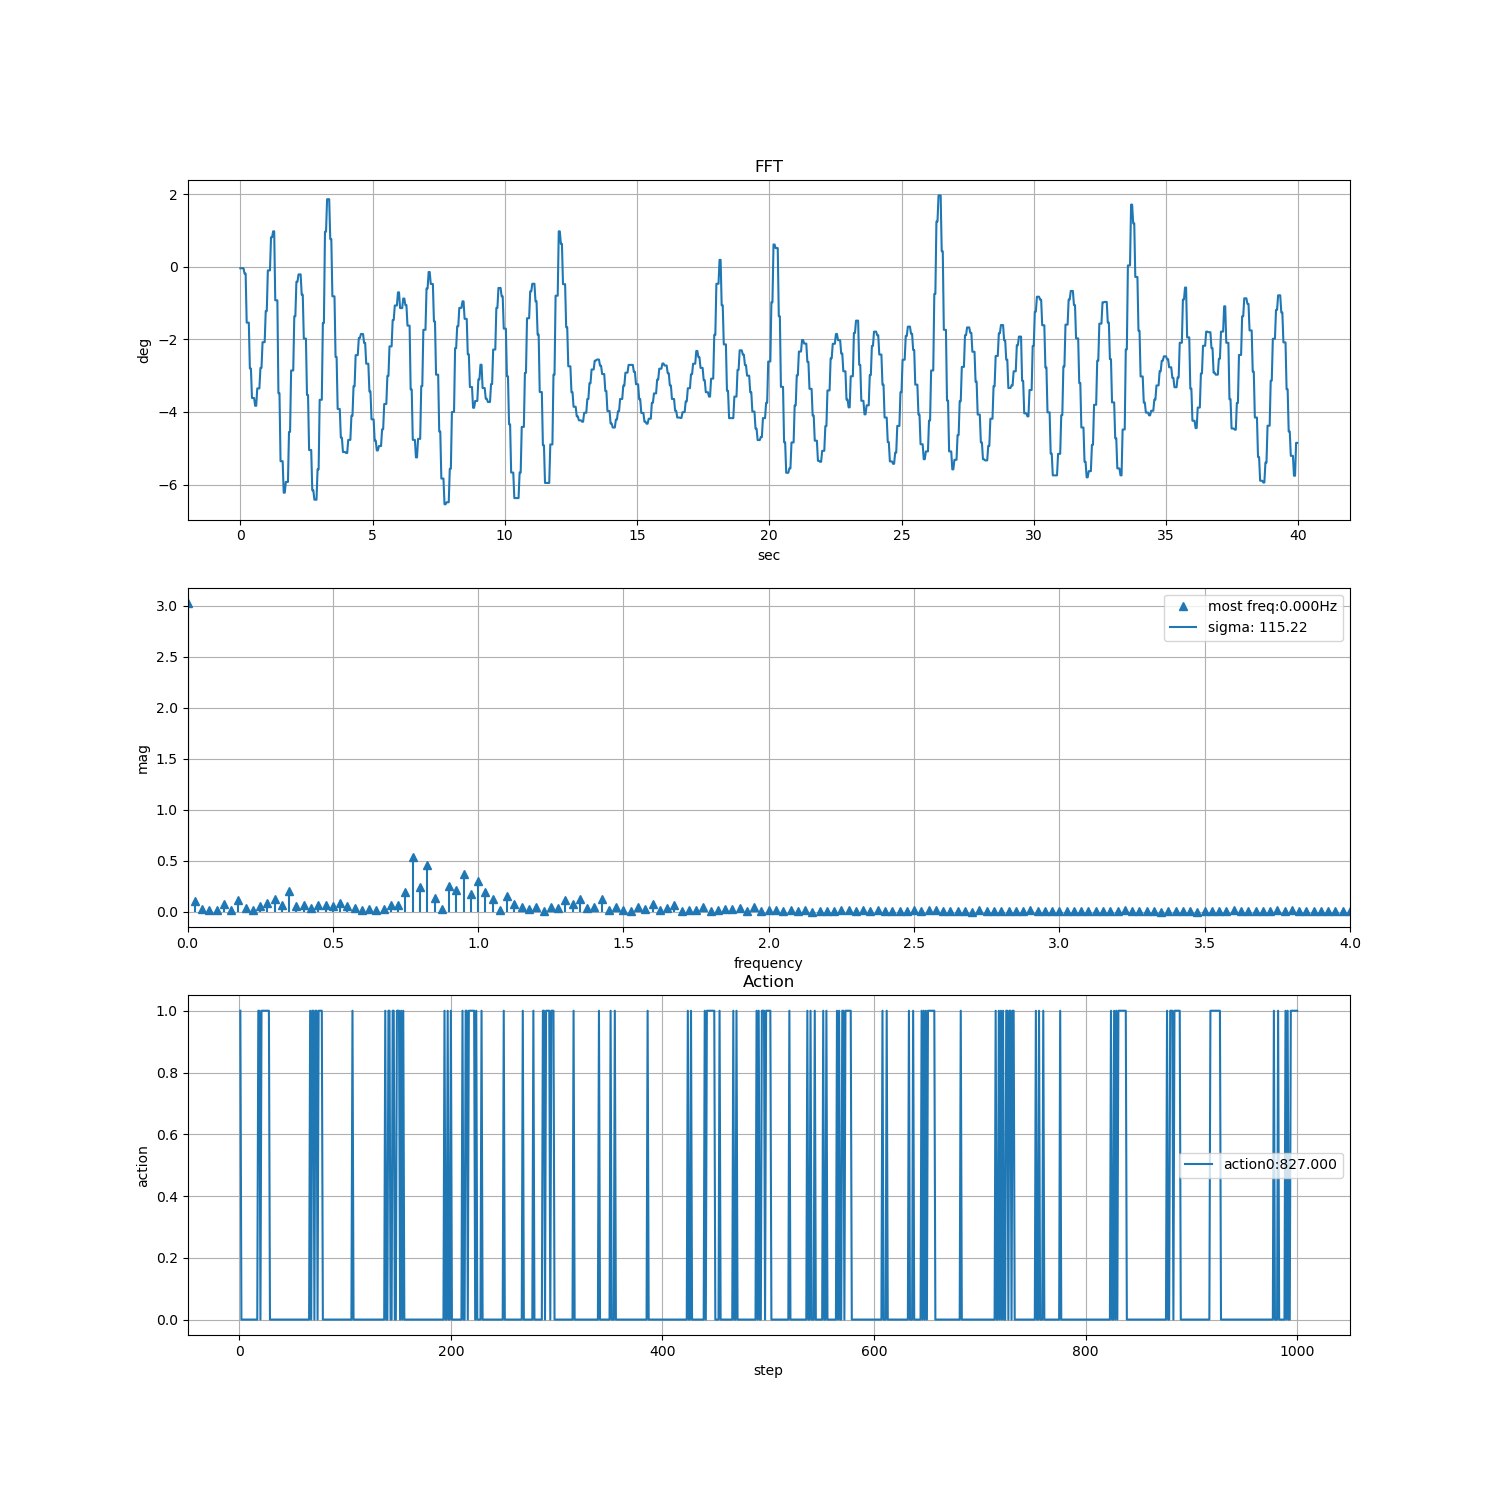 FFT
2
0
−2
−4
−6
deg
0 5 10 15 20 25 30 35 40
sec
3.0
2.5
2.0
1.5
1.0
0.5
0.0
mag
most freq:0.000Hz
sigma: 115.22
0.0 0.5 1.0 1.5 2.0 2.5 3.0 3.5 4.0
frequency
Action
1.0
0.8
0.6
0.4
0.2
0.0
action
action0:827.000
0 200 400 600 800 1000
step